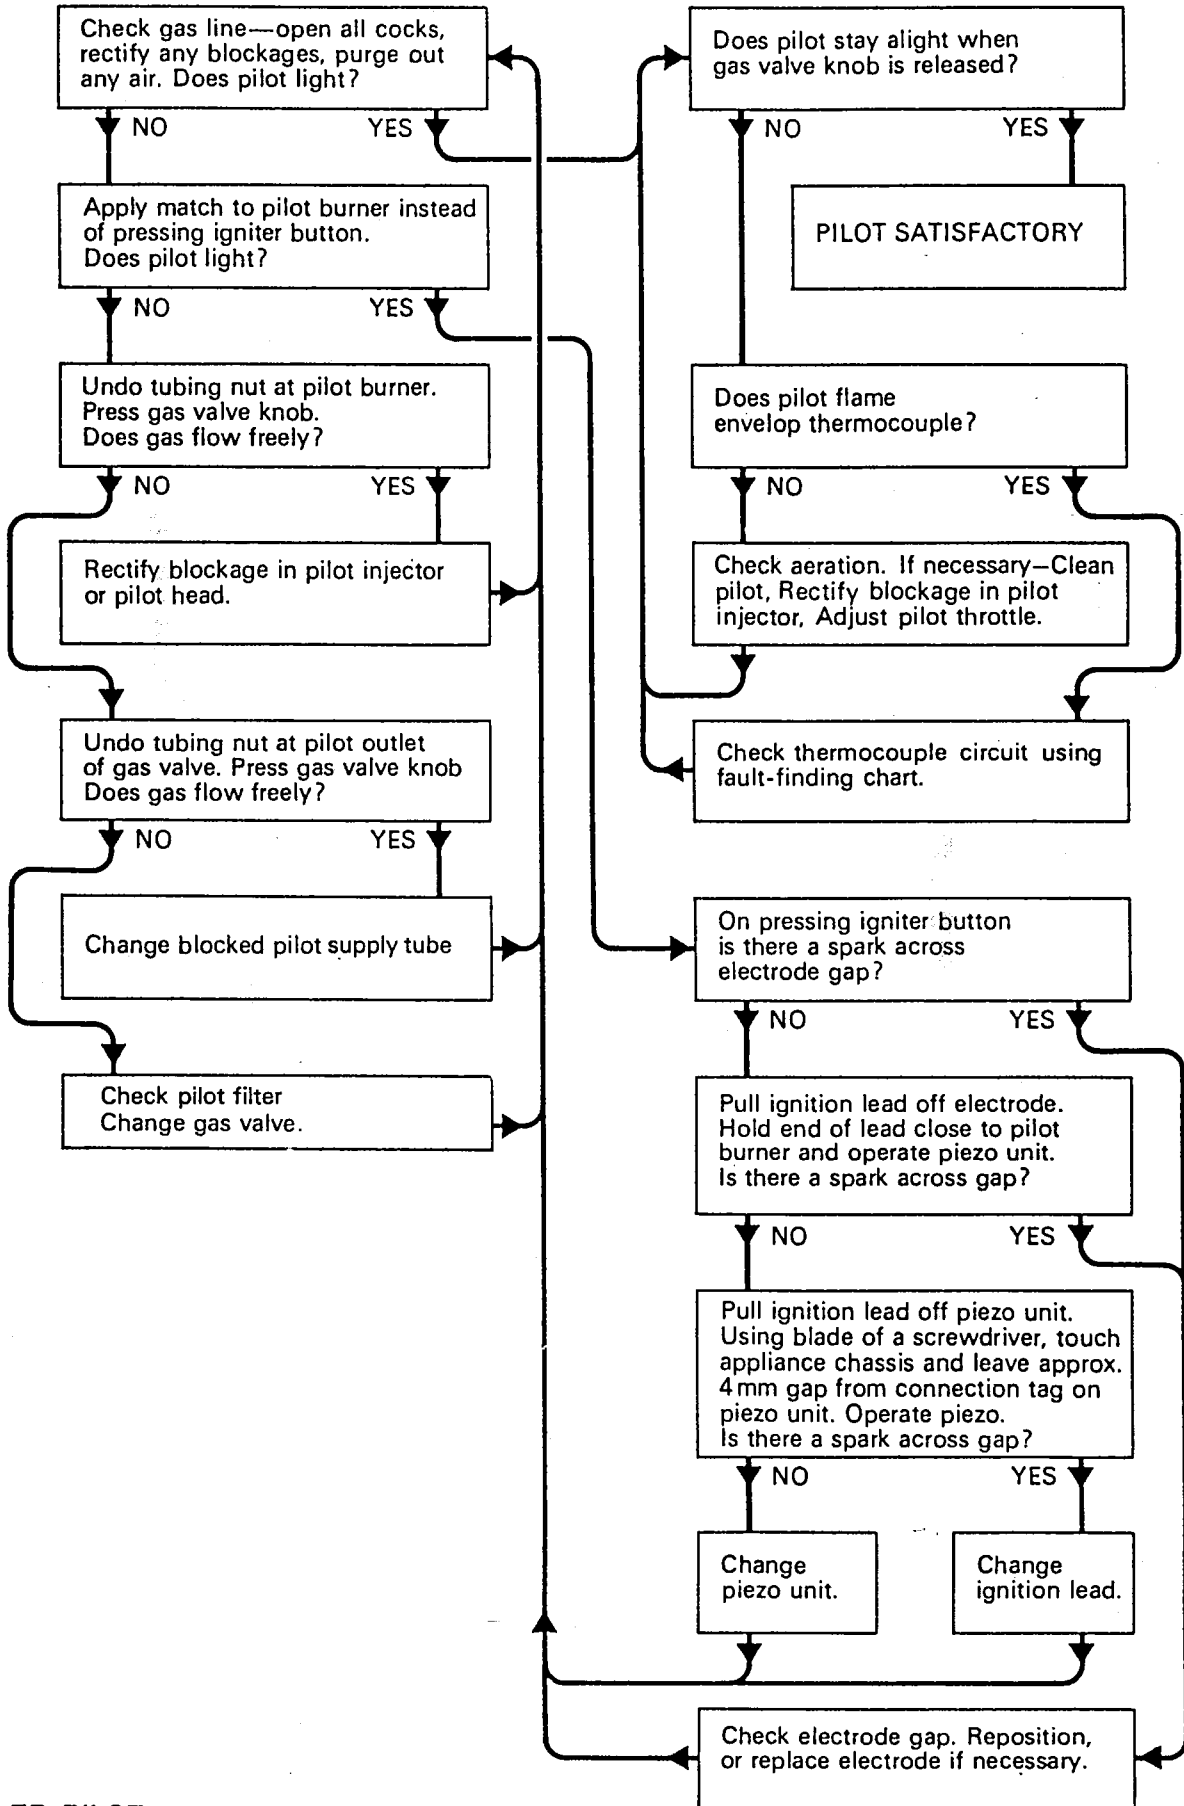 Check gas line—open all cocks,
rectify any blockages, purge out
any air. Does pilot light?
NO
YES
Apply match to pilot burner instead
of pressing igniter button.
Does pilot light?
NO
YES
Undo tubing nut at pilot burner.
Press gas valve knob.
Does gas flow freely?
NO
YES
Rectify blockage in pilot injector
or pilot head.
Undo tubing nut at pilot outlet
of gas valve. Press gas valve knob
Does gas flow freely?
NO
YES
Change blocked pilot supply tube
Check pilot filter
Change gas valve.
Does pilot stay alight when
gas valve knob is released?
NO
YES
PILOT SATISFACTORY
Does pilot flame
envelop thermocouple?
NO
YES
Check aeration. If necessary—Clean
pilot, Rectify blockage in pilot
injector, Adjust pilot throttle.
Check thermocouple circuit using
fault-finding chart.
On pressing igniter button
is there a spark across
electrode gap?
NO
YES
Pull ignition lead off electrode.
Hold end of lead close to pilot
burner and operate piezo unit.
Is there a spark across gap?
NO
YES
Pull ignition lead off piezo unit.
Using blade of a screwdriver, touch
appliance chassis and leave approx.
4mm gap from connection tag on
piezo unit. Operate piezo.
Is there a spark across gap?
NO
YES
Change
piezo unit.
Change
ignition lead.
Check electrode gap. Reposition,
or replace electrode if necessary.